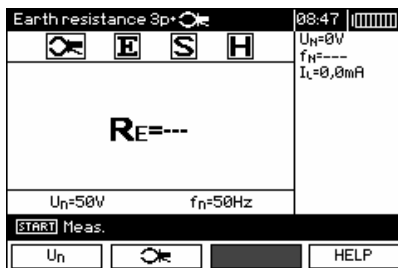 Earth resistance 3p+ 08:47
E S H
UN=0V
fN=---
IL=0,0mA
RE=---
Un=50V fn=50Hz
START Meas.
Un HELP